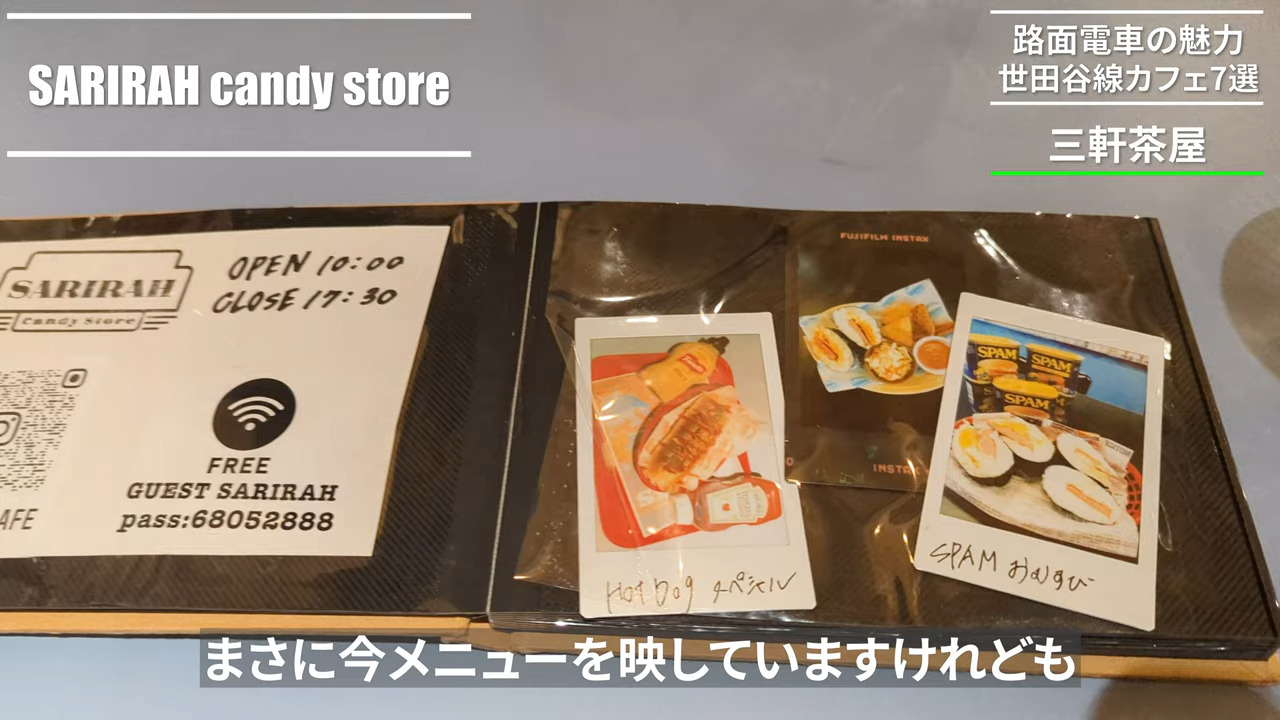 SARIRAH candy store
路面電車の魅力
世田谷線カフェ7選
三軒茶屋
SARIRAH
Candy Store
OPEN 10:00
CLOSE 17:30
FREE
GUEST SARIRAH
pass:68052888
AFE
FUJIFILM INSTAX
INSTAX
SPAM
SPAM
SPAM
Hot Dog スペシャル
SPAM おむすび
まさに今メニューを映していますけれども